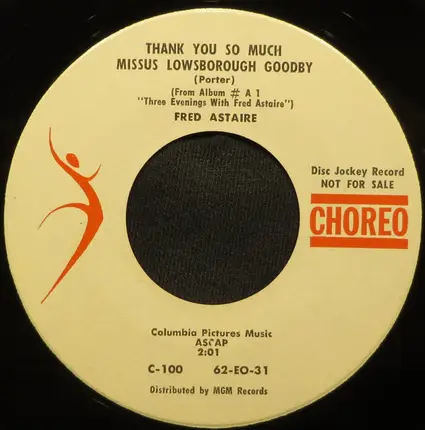 THANK YOU SO MUCH
MISSUS LOWSBOROUGH GOODBY
(Porter)
(From Album # A 1
"Three Evenings With Fred Astaire")
FRED ASTAIRE
Disc Jockey Record
NOT FOR SALE
CHOREO
Columbia Pictures Music
ASCAP
2:01
C-100 62-EO-31
Distributed by MGM Records